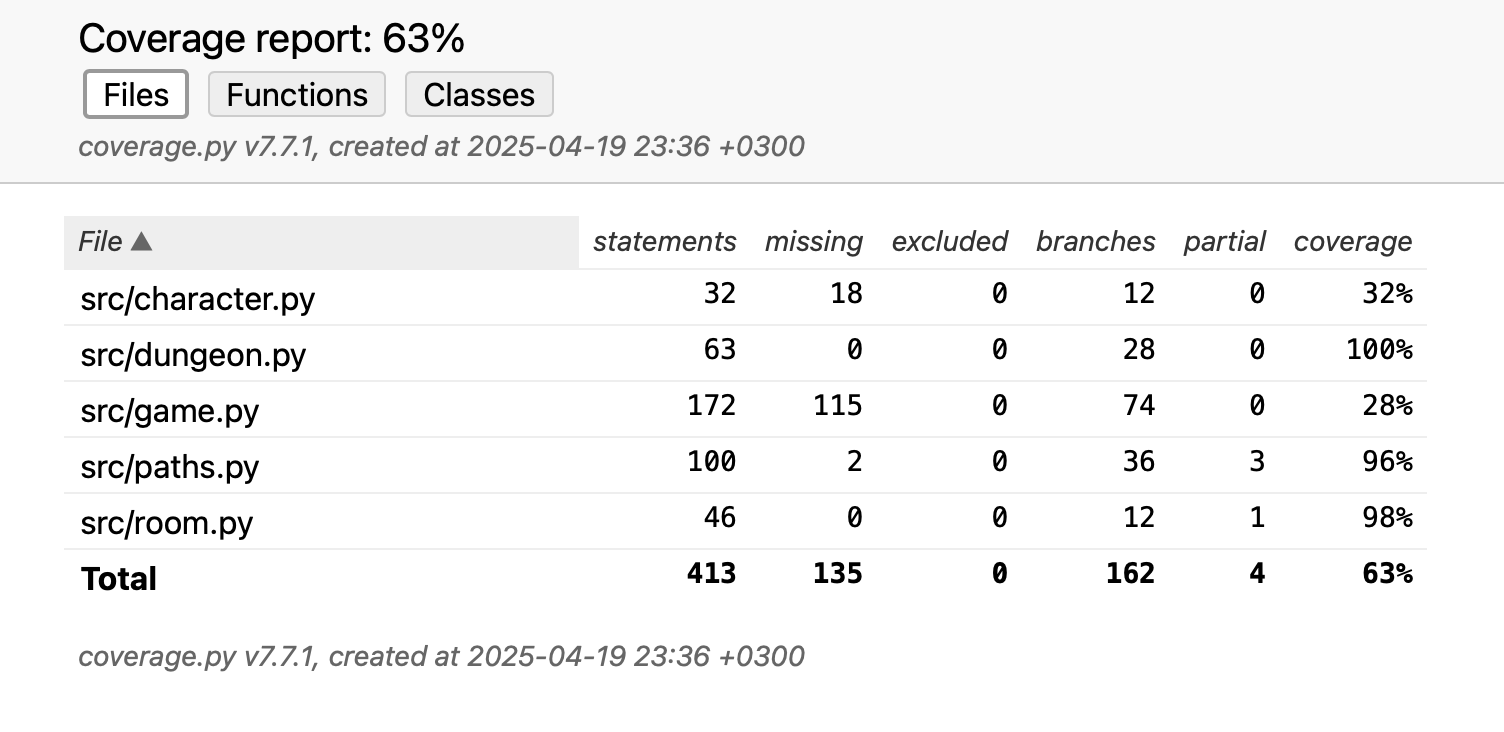 Coverage report: 63%
Files Functions Classes
coverage.py v7.7.1, created at 2025-04-19 23:36 +0300
File ▲ statements missing excluded branches partial coverage
src/character.py 32 18 0 12 0 32%
src/dungeon.py 63 0 0 28 0 100%
src/game.py 172 115 0 74 0 28%
src/paths.py 100 2 0 36 3 96%
src/room.py 46 0 0 12 1 98%
Total 413 135 0 162 4 63%
coverage.py v7.7.1, created at 2025-04-19 23:36 +0300